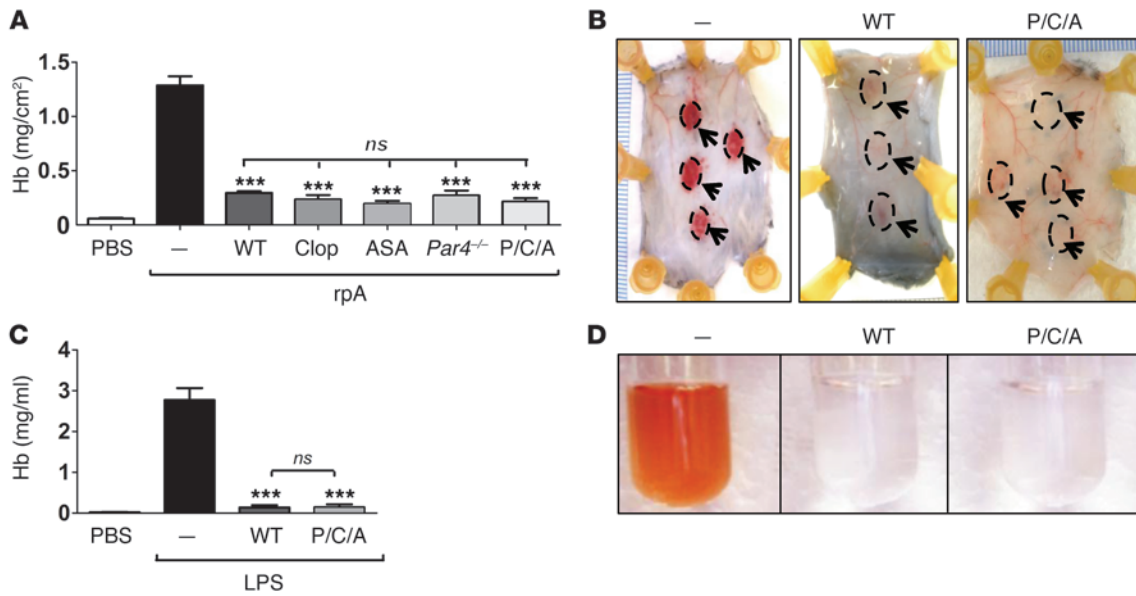 A
Hb (mg/cm²)
1.5
1.0
0.5
0
ns
*** *** *** *** ***
PBS — WT Clop ASA Par4⁻/⁻ P/C/A
rpA
B
— WT P/C/A
C
Hb (mg/ml)
4
3
2
1
0
ns
*** ***
PBS — WT P/C/A
LPS
D
— WT P/C/A